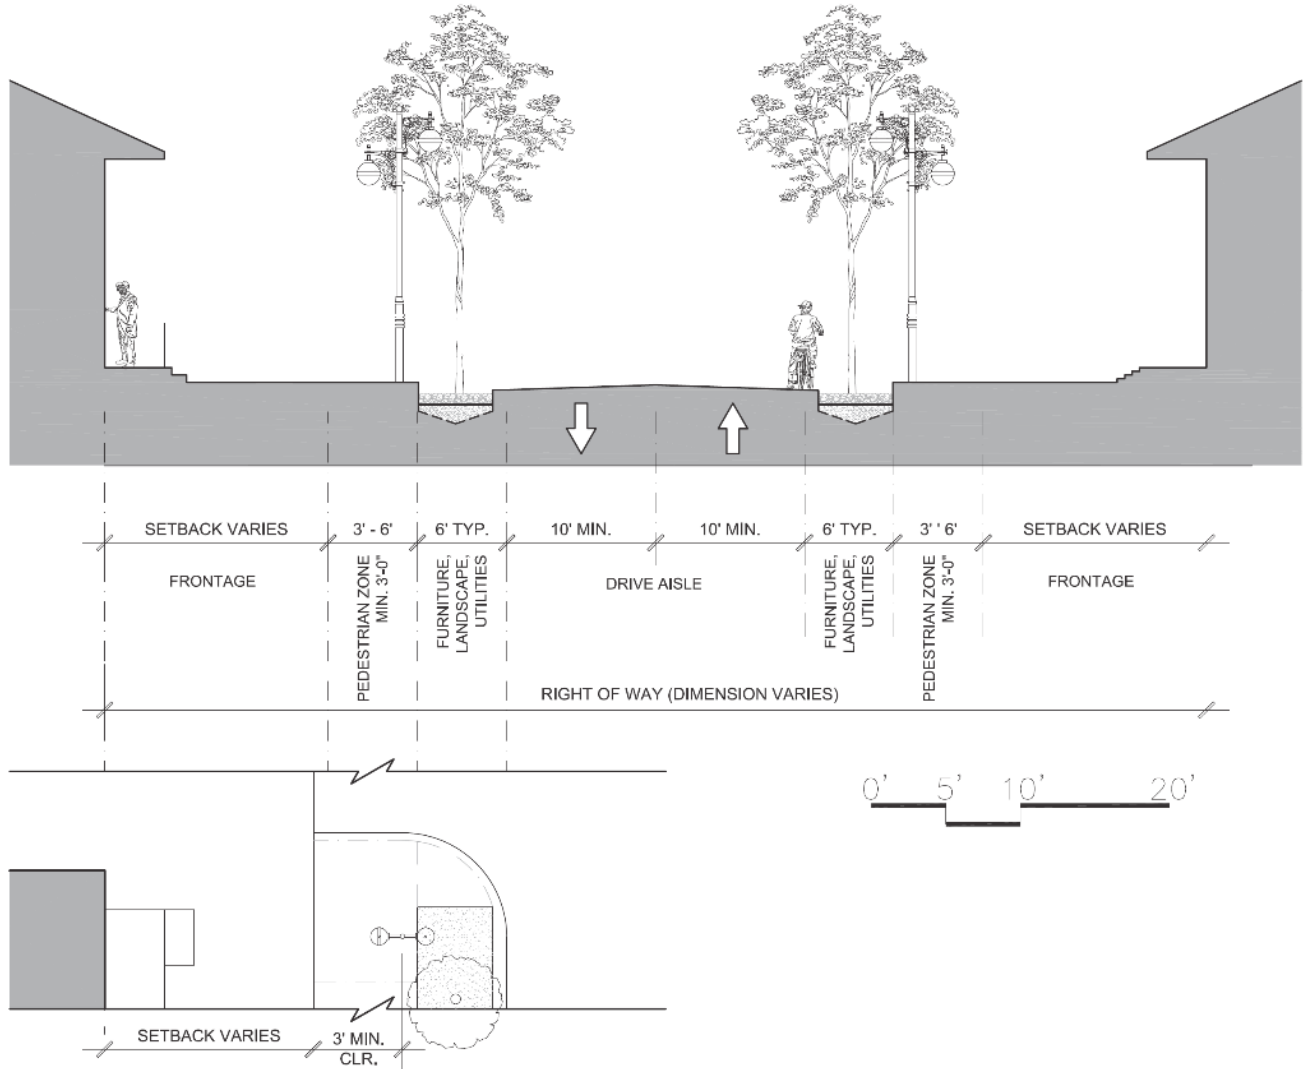 SETBACK VARIES
3' - 6'
6' TYP.
10' MIN.
10' MIN.
6' TYP.
3' ' 6'
SETBACK VARIES
FRONTAGE
PEDESTRIAN ZONE
MIN. 3'-0"
FURNITURE,
LANDSCAPE,
UTILITIES
DRIVE AISLE
FURNITURE,
LANDSCAPE,
UTILITIES
PEDESTRIAN ZONE
MIN. 3'-0"
FRONTAGE
RIGHT OF WAY (DIMENSION VARIES)
0' 5' 10' 20'
SETBACK VARIES
3' MIN.
CLR.